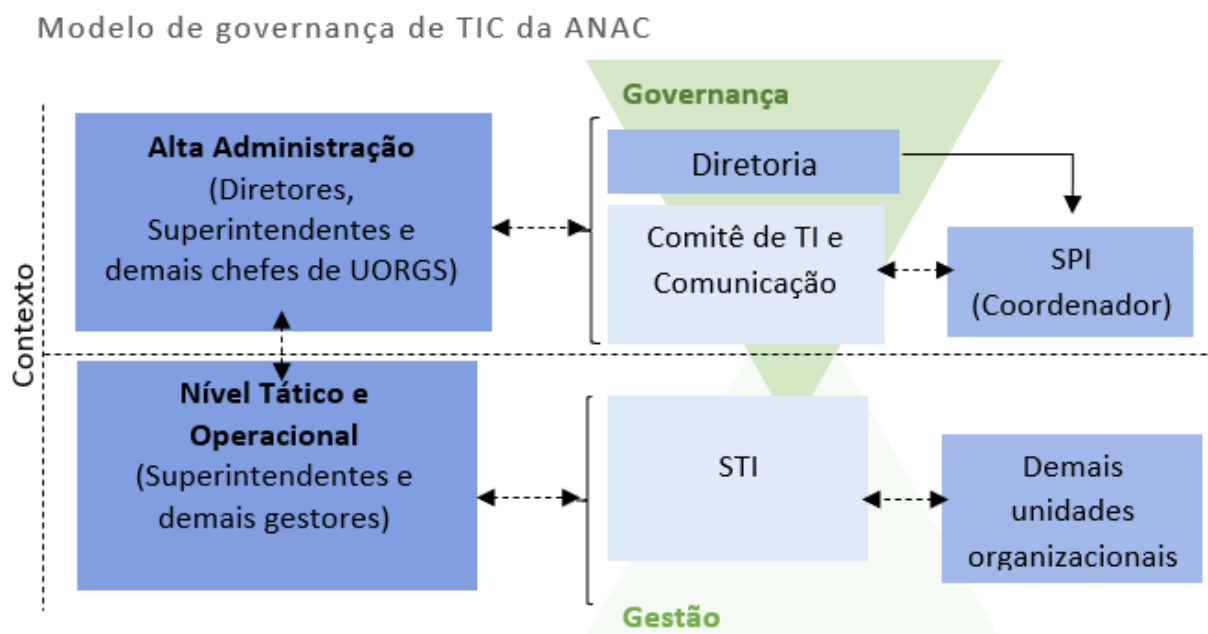 Modelo de governança de TIC da ANAC
Contexto
Alta Administração
(Diretores,
Superintendentes e
demais chefes de UORGS)
Governança
Diretoria
Comitê de TI e
Comunicação
SPI
(Coordenador)
Nível Tático e
Operacional
(Superintendentes e
demais gestores)
STI
Demais
unidades
organizacionais
Gestão